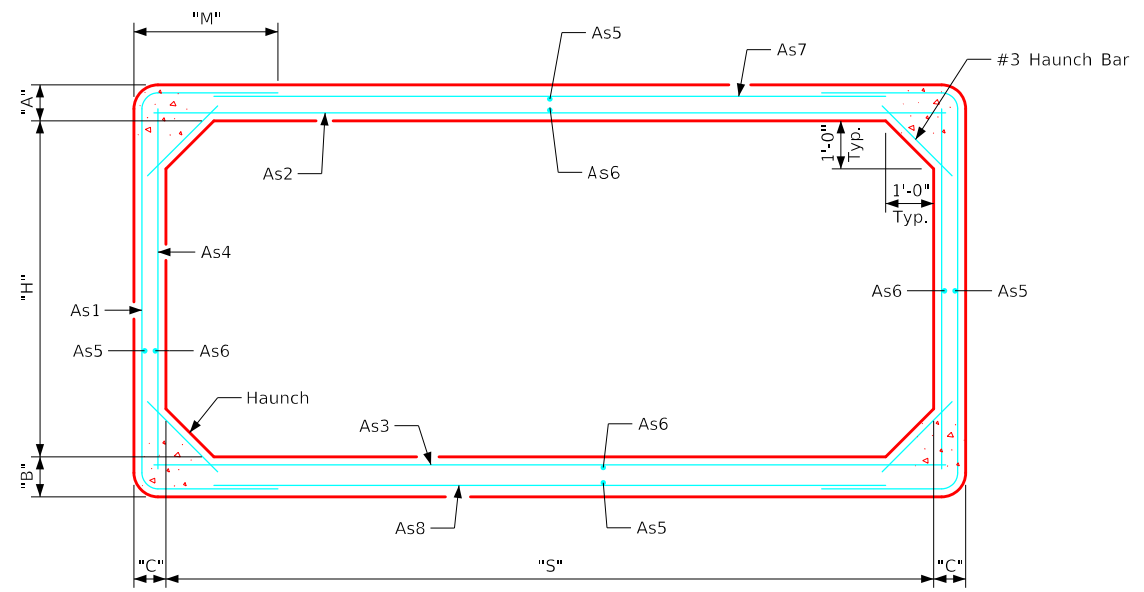 "M"
As5
As7
#3 Haunch Bar
"A"
As2
As6
1'-0"
Typ.
1'-0"
Typ.
As4
"H"
As1
As6
As5
As5
As6
Haunch
As3
As6
"B"
As8
As5
"C"
"S"
"C"